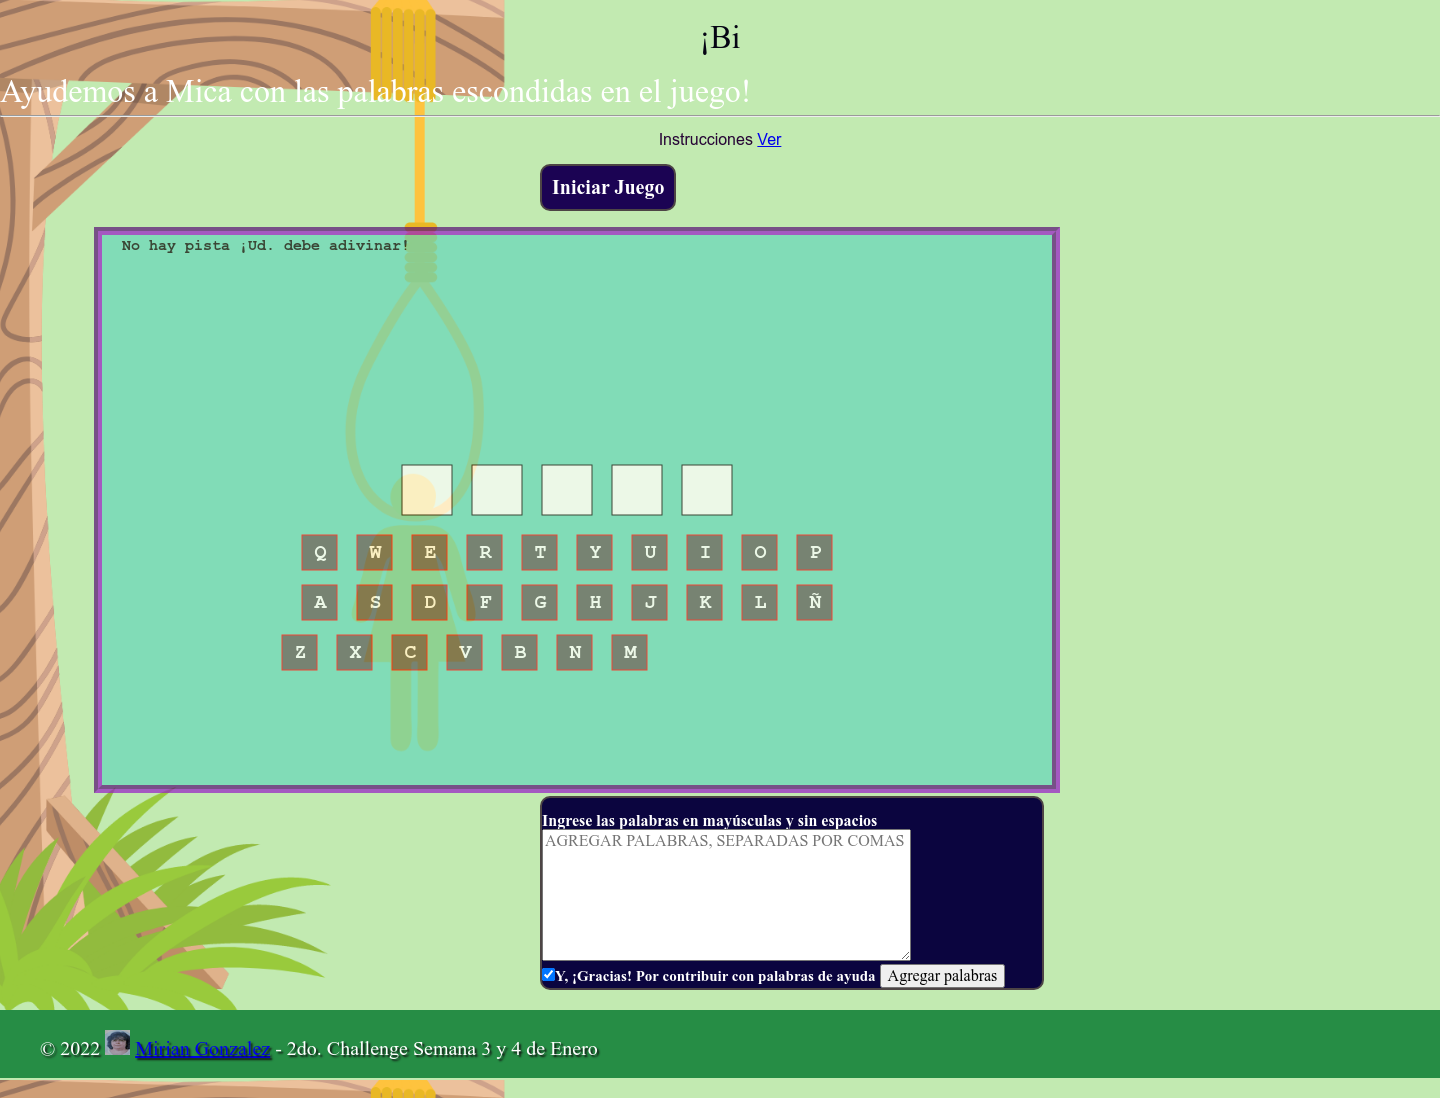 ¡Bi
Ayudemos a Mica con las palabras escondidas en el juego!
Instrucciones Ver
Iniciar Juego
No hay pista ¡Ud. debe adivinar!
Q W E R T Y U I O P
A S D F G H J K L Ñ
Z X C V B N M
Ingrese las palabras en mayúsculas y sin espacios
AGREGAR PALABRAS, SEPARADAS POR COMAS
Y, ¡Gracias! Por contribuir con palabras de ayuda Agregar palabras
© 2022 Mirian Gonzalez - 2do. Challenge Semana 3 y 4 de Enero